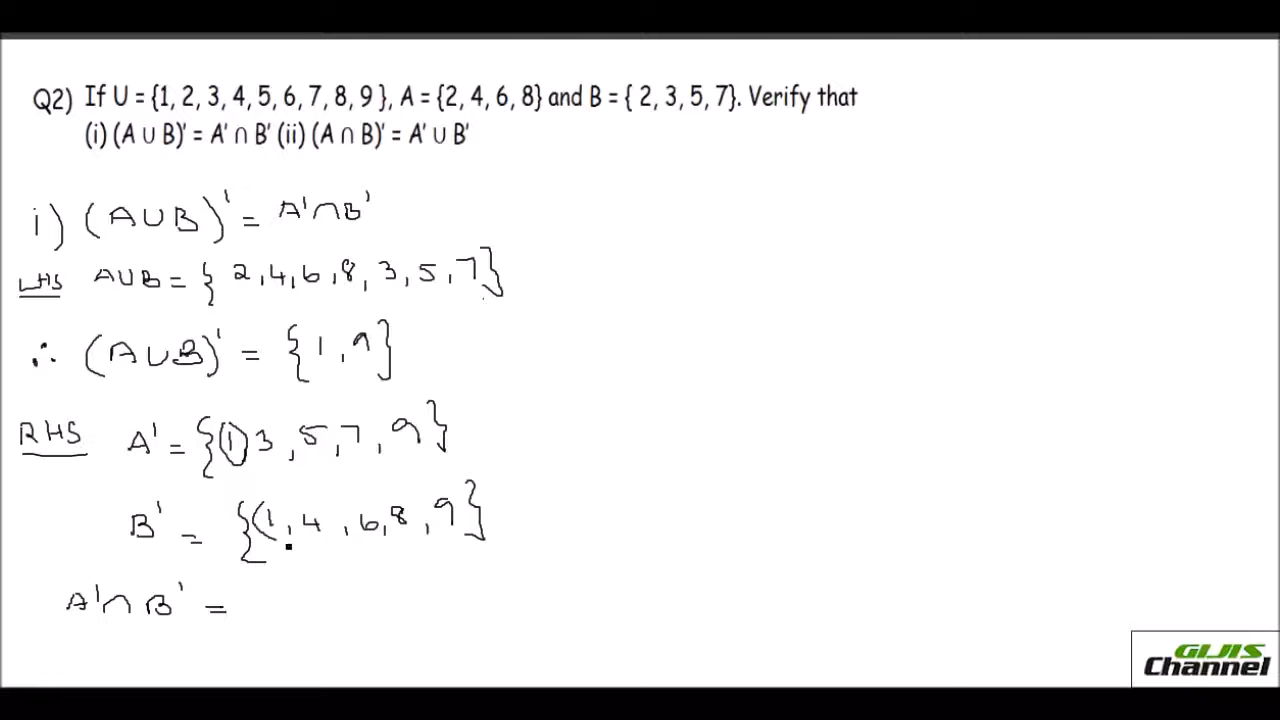 Q2) If U = {1, 2, 3, 4, 5, 6, 7, 8, 9 }, A = {2, 4, 6, 8} and B = { 2, 3, 5, 7}. Verify that
(i) (A ∪ B)' = A' ∩ B' (ii) (A ∩ B)' = A' ∪ B'
i) (A∪B)' = A'∩B'
LHS A∪B = { 2,4,6,8,3,5,7}
∴ (A∪B)' = {1,9}
RHS A' = {(1)3,5,7,9}
B' = {(1,4,6,8,9}
A'∩B' =
GIJIS
Channel